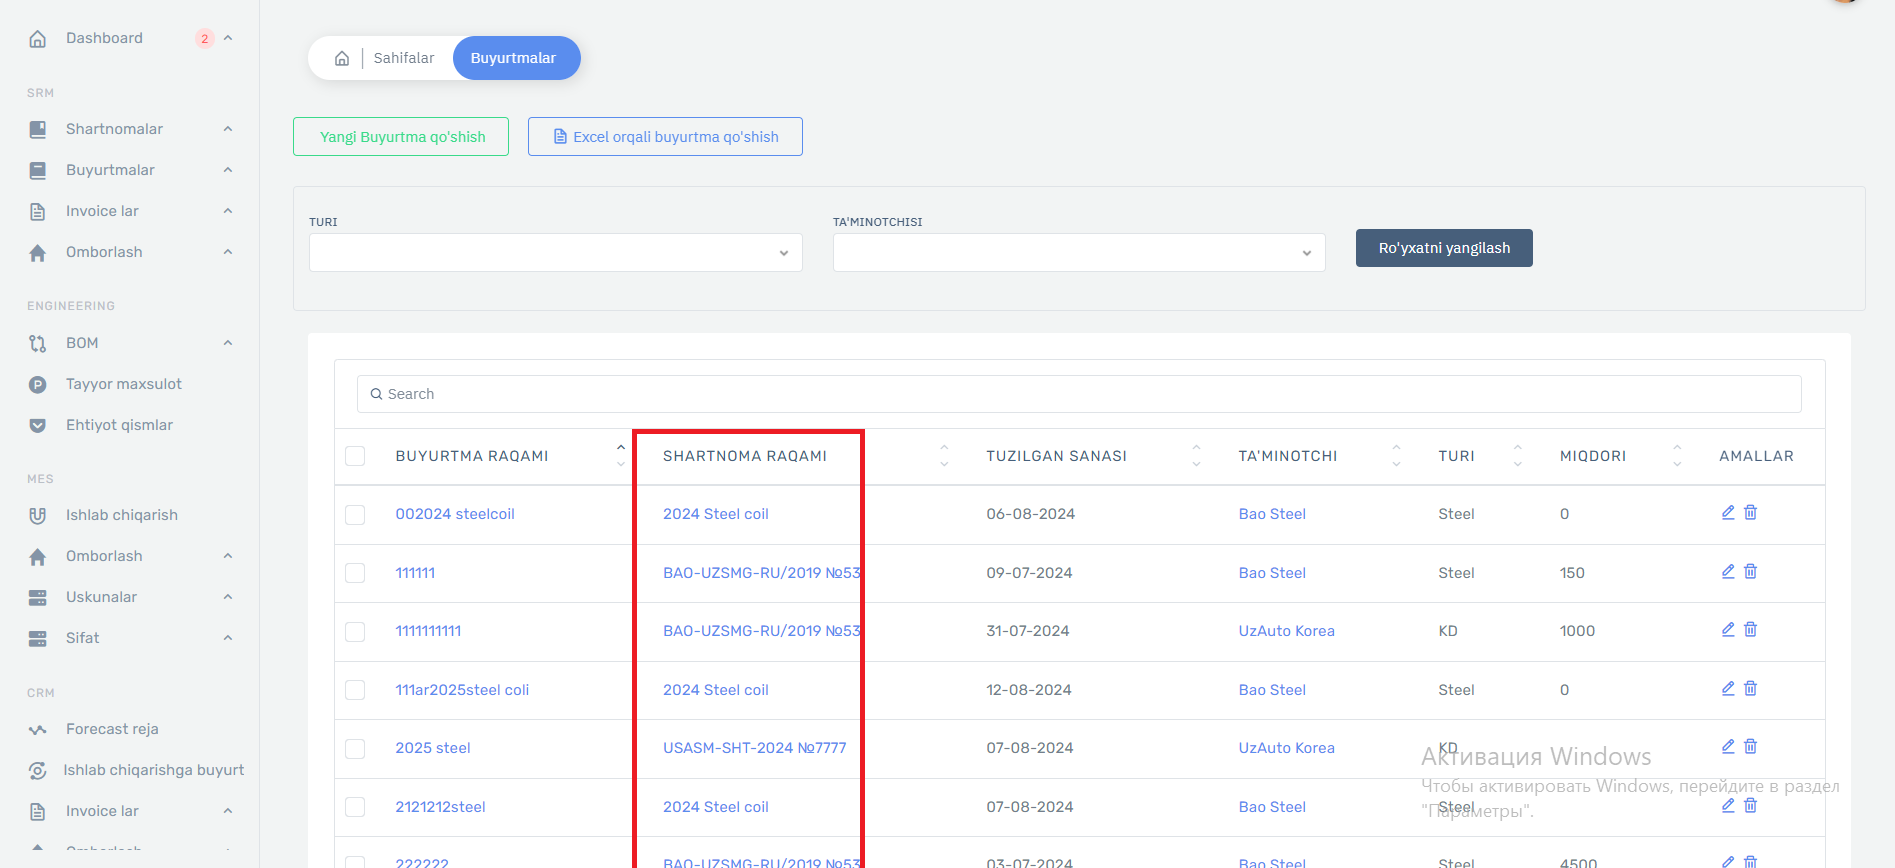 Dashboard 2
SRM
Shartnomalar
Buyurtmalar
Invoice lar
Omborlash
ENGINEERING
BOM
Tayyor maxsulot
Ehtiyot qismlar
MES
Ishlab chiqarish
Omborlash
Uskunalar
Sifat
CRM
Forecast reja
Ishlab chiqarishga buyurt
Invoice lar
Omborlash
Sahifalar Buyurtmalar
Yangi Buyurtma qo'shish Excel orqali buyurtma qo'shish
TURI TA'MINOTCHISI
Ro'yxatni yangilash
Search
BUYURTMA RAQAMI SHARTNOMA RAQAMI TUZILGAN SANASI TA'MINOTCHI TURI MIQDORI AMALLAR
002024 steelcoil 2024 Steel coil 06-08-2024 Bao Steel Steel 0
111111 BAO-UZSMG-RU/2019 №53 09-07-2024 Bao Steel Steel 150
1111111111 BAO-UZSMG-RU/2019 №53 31-07-2024 UzAuto Korea KD 1000
111ar2025steel coli 2024 Steel coil 12-08-2024 Bao Steel Steel 0
2025 steel USASM-SHT-2024 №7777 07-08-2024 UzAuto Korea KD
2121212steel 2024 Steel coil 07-08-2024 Bao Steel Steel
222222 BAO-UZSMG-RU/2019 №53 03-07-2024 Bao Steel Steel 4500
Активация Windows
Чтобы активировать Windows, перейдите в раздел
"Параметры".